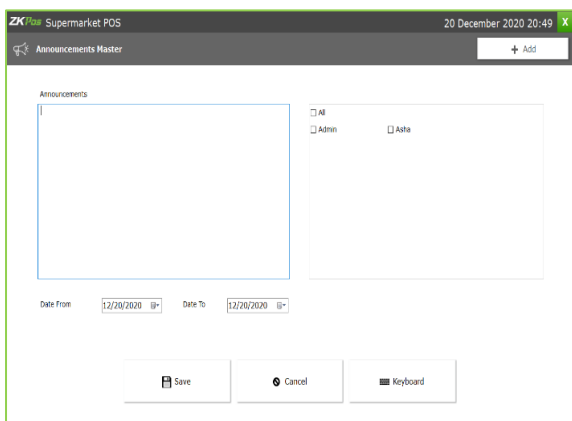 ZKPos Supermarket POS 20 December 2020 20:49 X
Announcements Master + Add
Announcements
All
Admin Asha
Date From 12/20/2020 Date To 12/20/2020
Save Cancel Keyboard